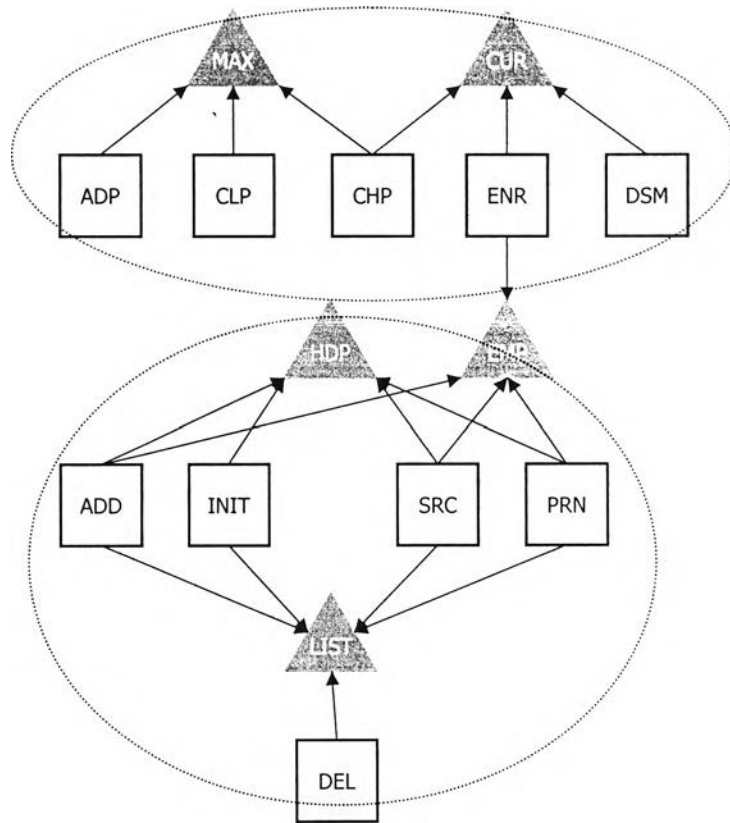 MAX CUR
ADP CLP CHP ENR DSM
HDP EMP
ADD INIT SRC PRN
LIST
DEL